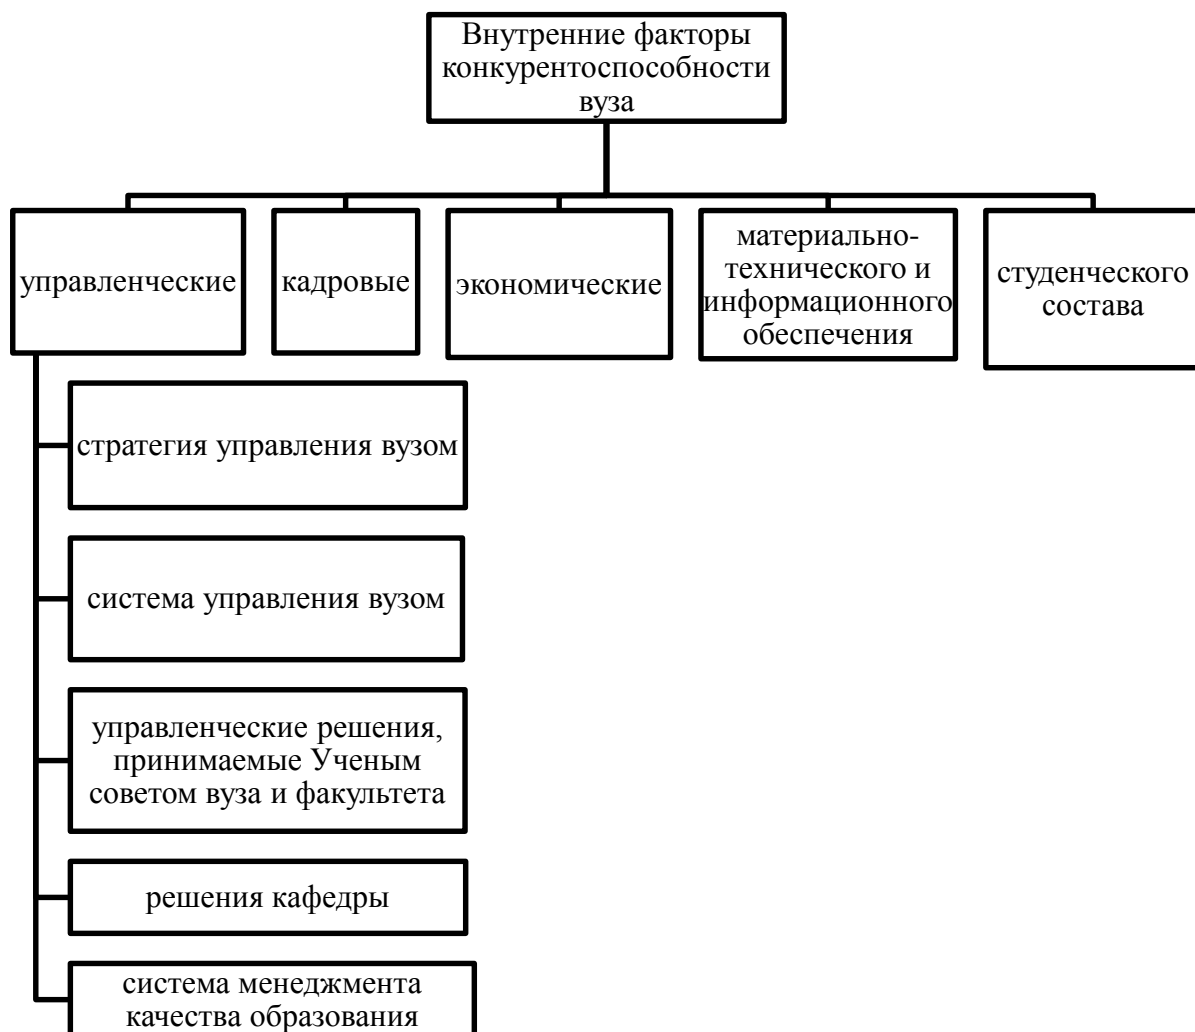 Внутренние факторы
конкурентоспособности
вуза
управленческие
кадровые
экономические
материально-
технического и
информационного
обеспечения
студенческого
состава
стратегия управления вузом
система управления вузом
управленческие решения,
принимаемые Ученым
советом вуза и факультета
решения кафедры
система менеджмента
качества образования